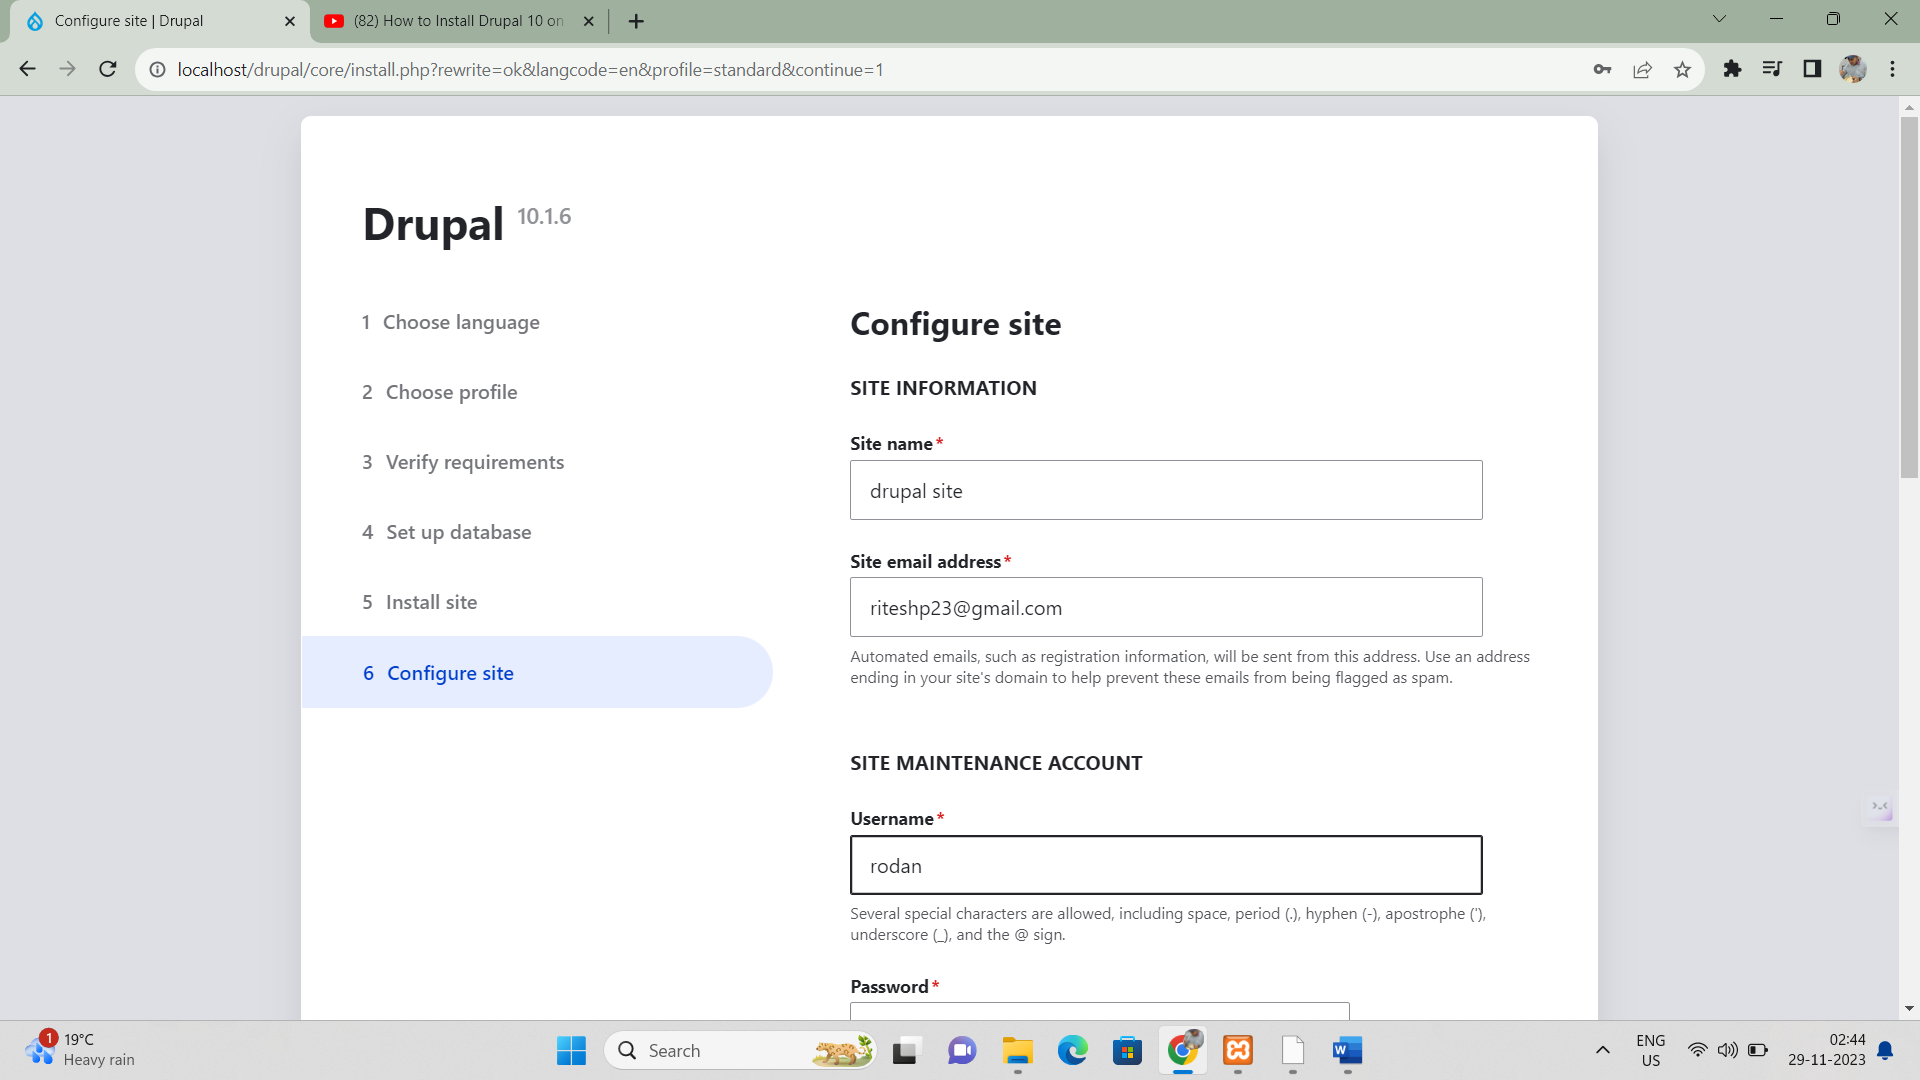 Configure site | Drupal
(82) How to Install Drupal 10 on
localhost/drupal/core/install.php?rewrite=ok&langcode=en&profile=standard&continue=1
Drupal 10.1.6
1 Choose language
2 Choose profile
3 Verify requirements
4 Set up database
5 Install site
6 Configure site
Configure site
SITE INFORMATION
Site name*
drupal site
Site email address*
riteshp23@gmail.com
Automated emails, such as registration information, will be sent from this address. Use an address
ending in your site's domain to help prevent these emails from being flagged as spam.
SITE MAINTENANCE ACCOUNT
Username*
rodan
Several special characters are allowed, including space, period (.), hyphen (-), apostrophe ('),
underscore (_), and the @ sign.
Password*
1
19°C
Heavy rain
Search
W
ENG
US
02:44
29-11-2023